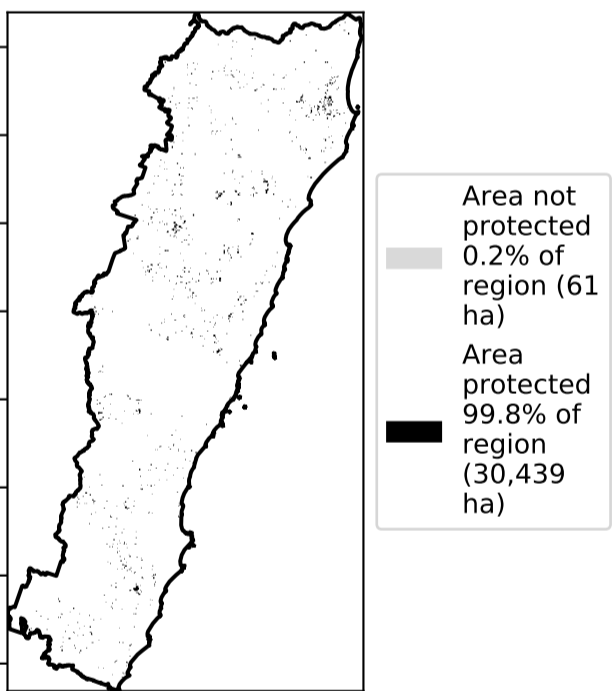 Area not
protected
0.2% of
region (61
ha)
Area
protected
99.8% of
region
(30,439
ha)